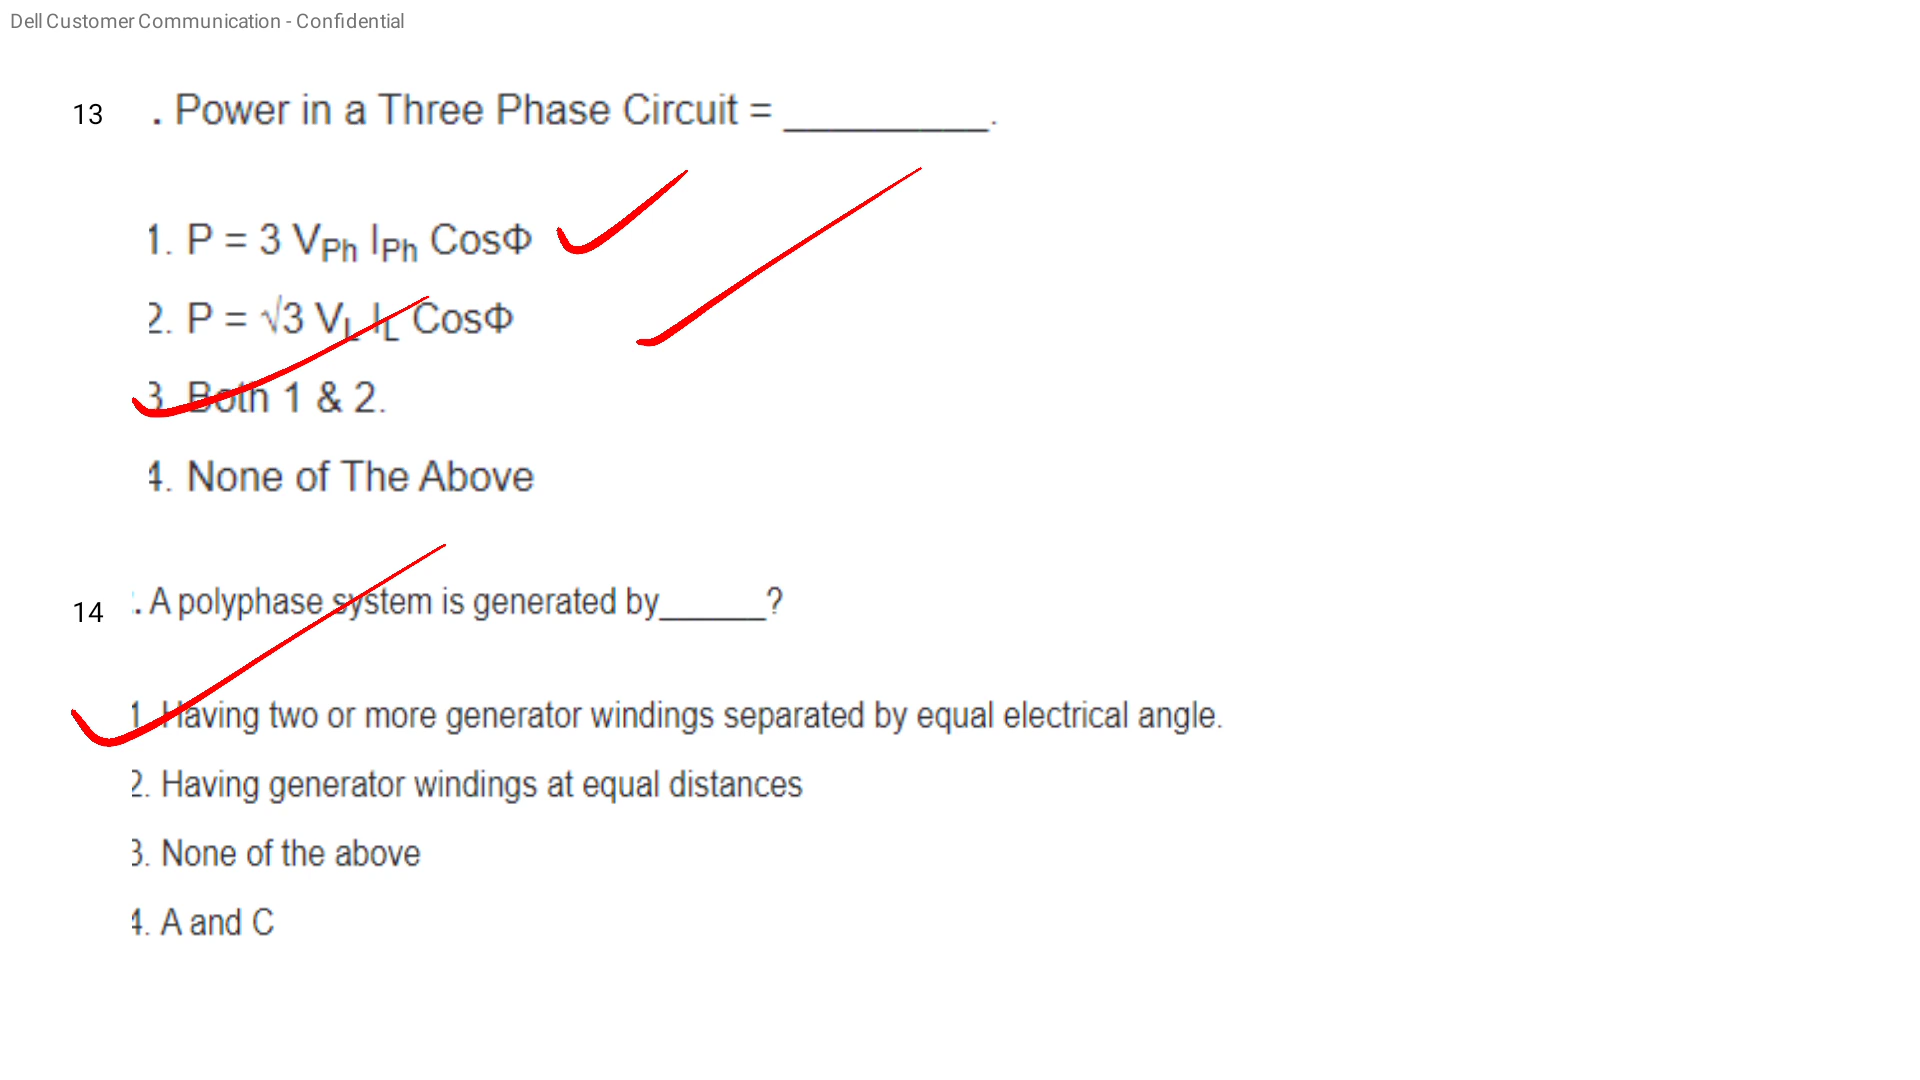 Dell Customer Communication - Confidential
13 . Power in a Three Phase Circuit = _________.
1. P = 3 VPh IPh CosΦ
2. P = √3 VL IL CosΦ
3. Both 1 & 2.
4. None of The Above
14 . A polyphase system is generated by______?
1. Having two or more generator windings separated by equal electrical angle.
2. Having generator windings at equal distances
3. None of the above
4. A and C